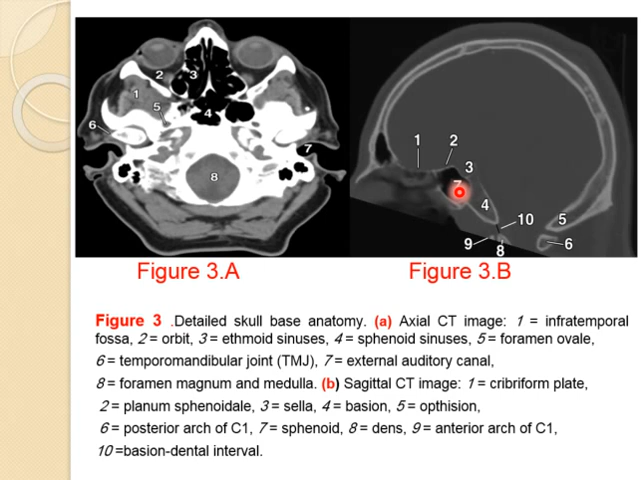 1 2 3 4 5 6 7 8
1 2 3 4 10 5 9 8 6
Figure 3.A Figure 3.B
Figure 3 .Detailed skull base anatomy. (a) Axial CT image: 1 = infratemporal
fossa, 2 = orbit, 3 = ethmoid sinuses, 4 = sphenoid sinuses, 5 = foramen ovale,
6 = temporomandibular joint (TMJ), 7 = external auditory canal,
8 = foramen magnum and medulla. (b) Sagittal CT image: 1 = cribriform plate,
2 = planum sphenoidale, 3 = sella, 4 = basion, 5 = opthision,
6 = posterior arch of C1, 7 = sphenoid, 8 = dens, 9 = anterior arch of C1,
10 =basion-dental interval.